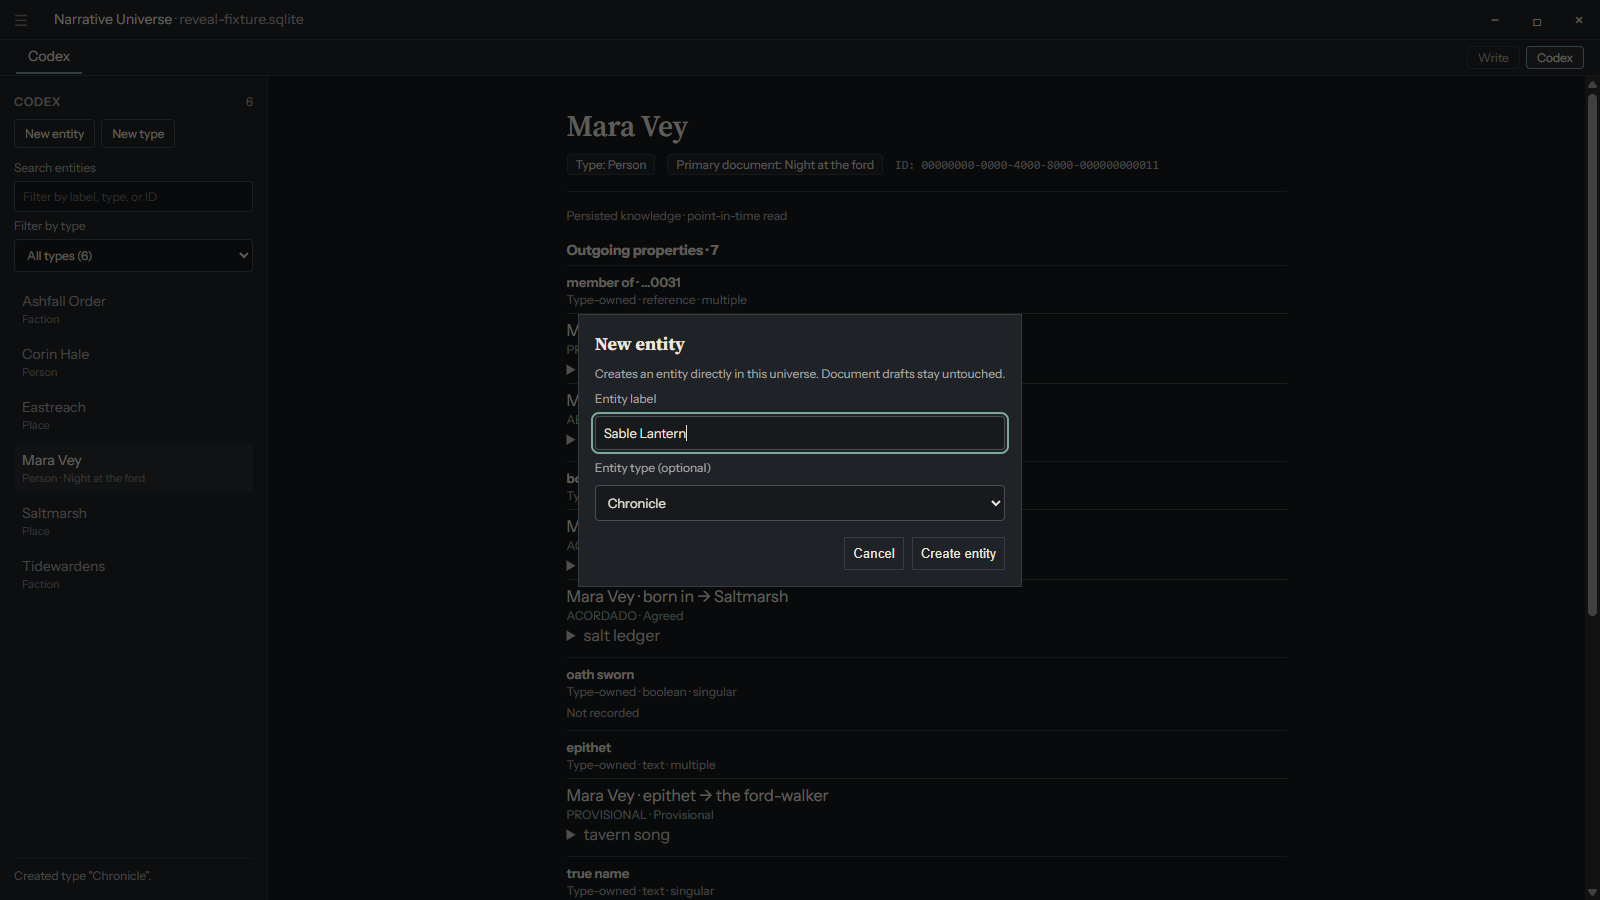 Narrative Universe · reveal-fixture.sqlite
Codex
Write
Codex
CODEX
6
New entity
New type
Search entities
Filter by label, type, or ID
Filter by type
All types (6)
Ashfall Order
Faction
Corin Hale
Person
Eastreach
Place
Mara Vey
Person · Night at the ford
Saltmarsh
Place
Tidewardens
Faction
Created type “Chronicle”.
Mara Vey
Type: Person
Primary document: Night at the ford
ID: 00000000-0000-4000-8000-000000000011
Persisted knowledge · point-in-time read
Outgoing properties · 7
member of · …0031
Type-owned · reference · multiple
New entity
Creates an entity directly in this universe. Document drafts stay untouched.
Entity label
Sable Lantern
Entity type (optional)
Chronicle
Cancel
Create entity
Mara Vey · born in → Saltmarsh
ACORDADO · Agreed
salt ledger
oath sworn
Type-owned · boolean · singular
Not recorded
epithet
Type-owned · text · multiple
Mara Vey · epithet → the ford-walker
PROVISIONAL · Provisional
tavern song
true name
Type-owned · text · singular